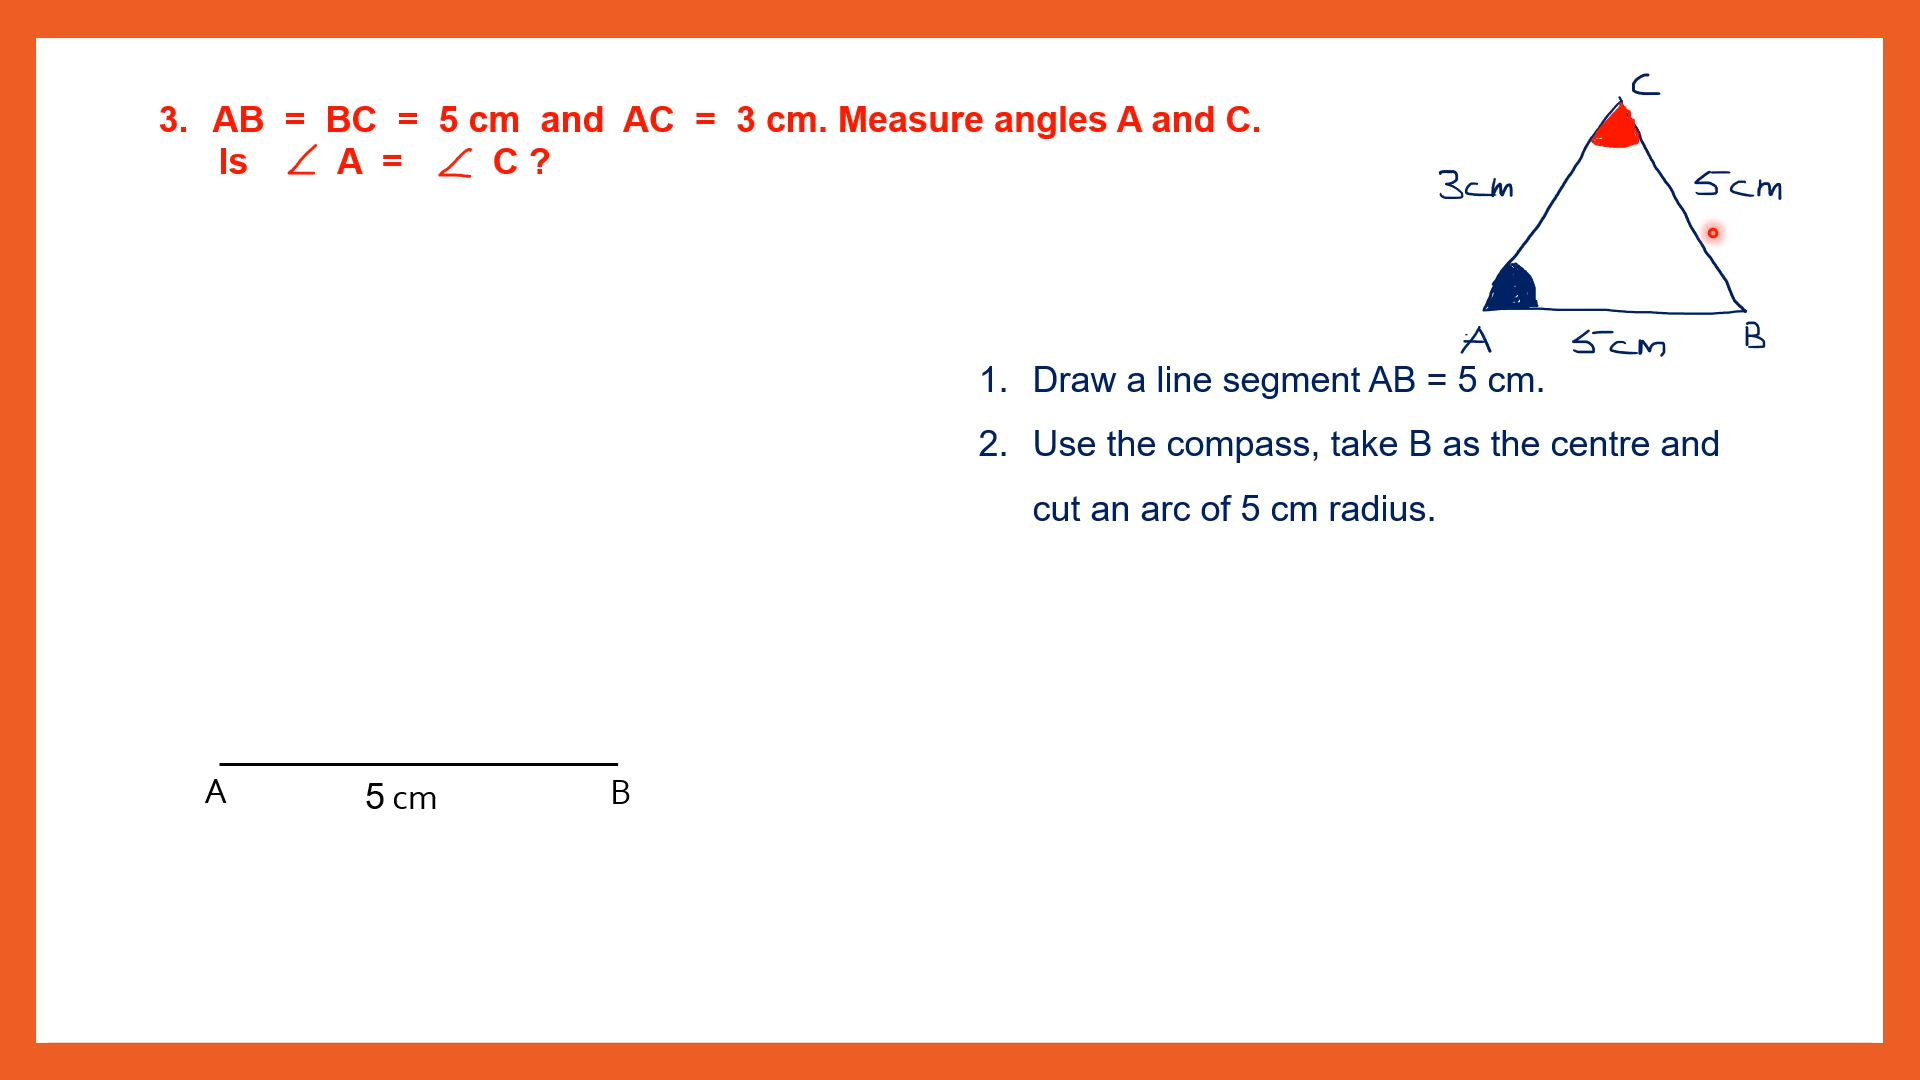 3. AB = BC = 5 cm and AC = 3 cm. Measure angles A and C.
Is ∠ A = ∠ C ?
C
3cm
5cm
A
5cm
B
1. Draw a line segment AB = 5 cm.
2. Use the compass, take B as the centre and
cut an arc of 5 cm radius.
A
5 cm
B